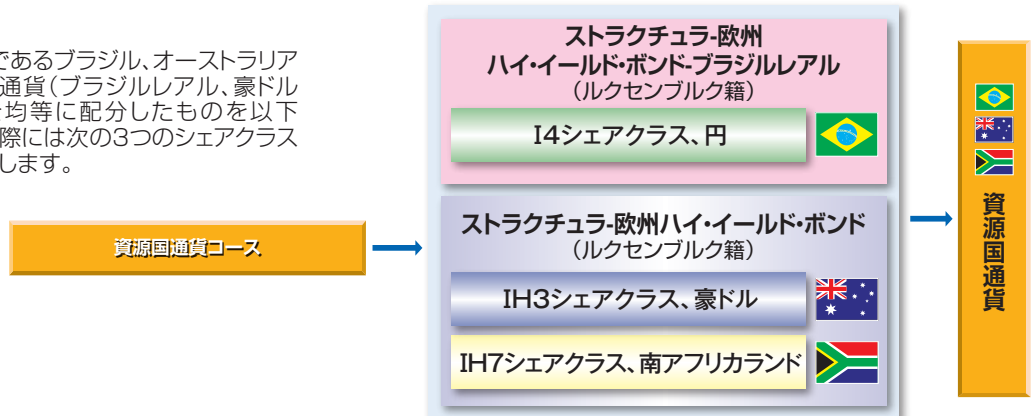 であるブラジル、オーストラリア
通貨（ブラジルレアル、豪ドル
均等に配分したものを以下
際には次の3つのシェアクラス
します。
資源国通貨コース
ストラクチュラ-欧州
ハイ・イールド・ボンド-ブラジルレアル
（ルクセンブルク籍）
I4シェアクラス、円
ストラクチュラ-欧州ハイ・イールド・ボンド
（ルクセンブルク籍）
IH3シェアクラス、豪ドル
IH7シェアクラス、南アフリカランド
資源国通貨